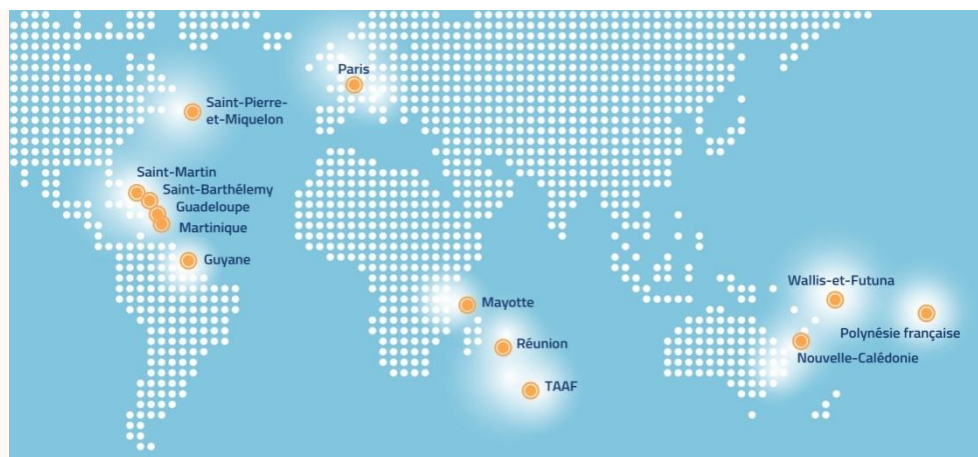 Paris
Saint-Pierre-
et-Miquelon
Saint-Martin
Saint-Barthélemy
Guadeloupe
Martinique
Guyane
Mayotte
Wallis-et-Futuna
Polynésie française
Réunion
Nouvelle-Calédonie
TAAF